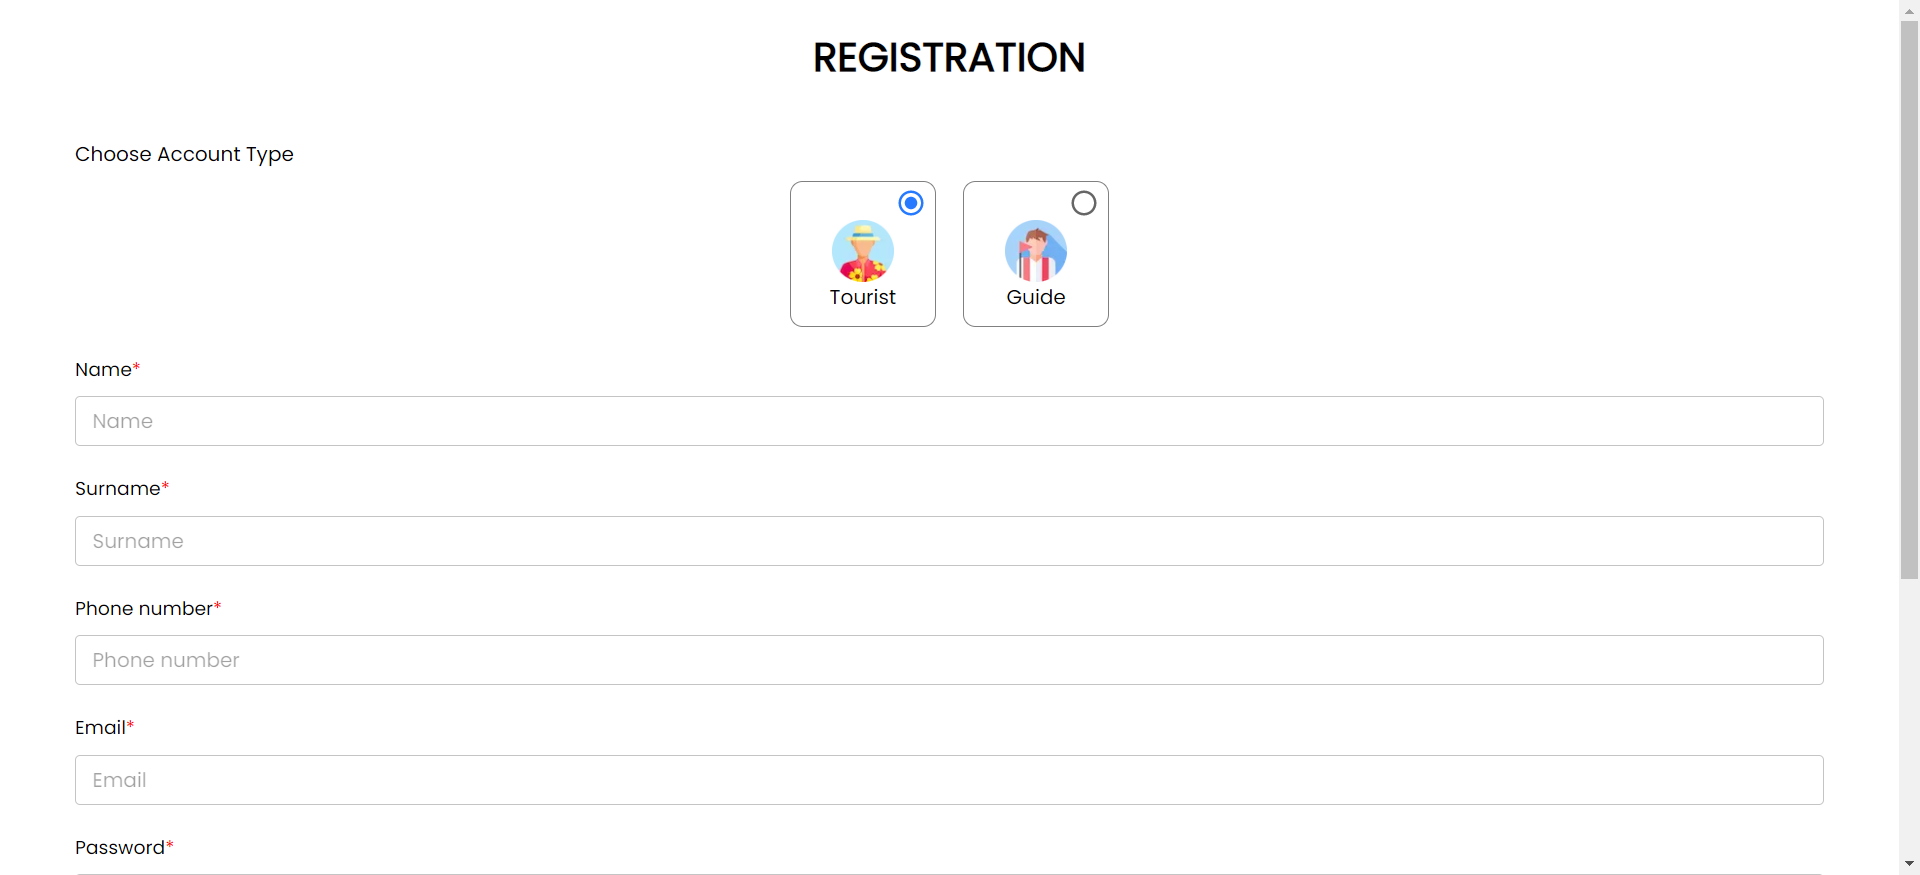 REGISTRATION
Choose Account Type
Tourist Guide
Name*
Name
Surname*
Surname
Phone number*
Phone number
Email*
Email
Password*